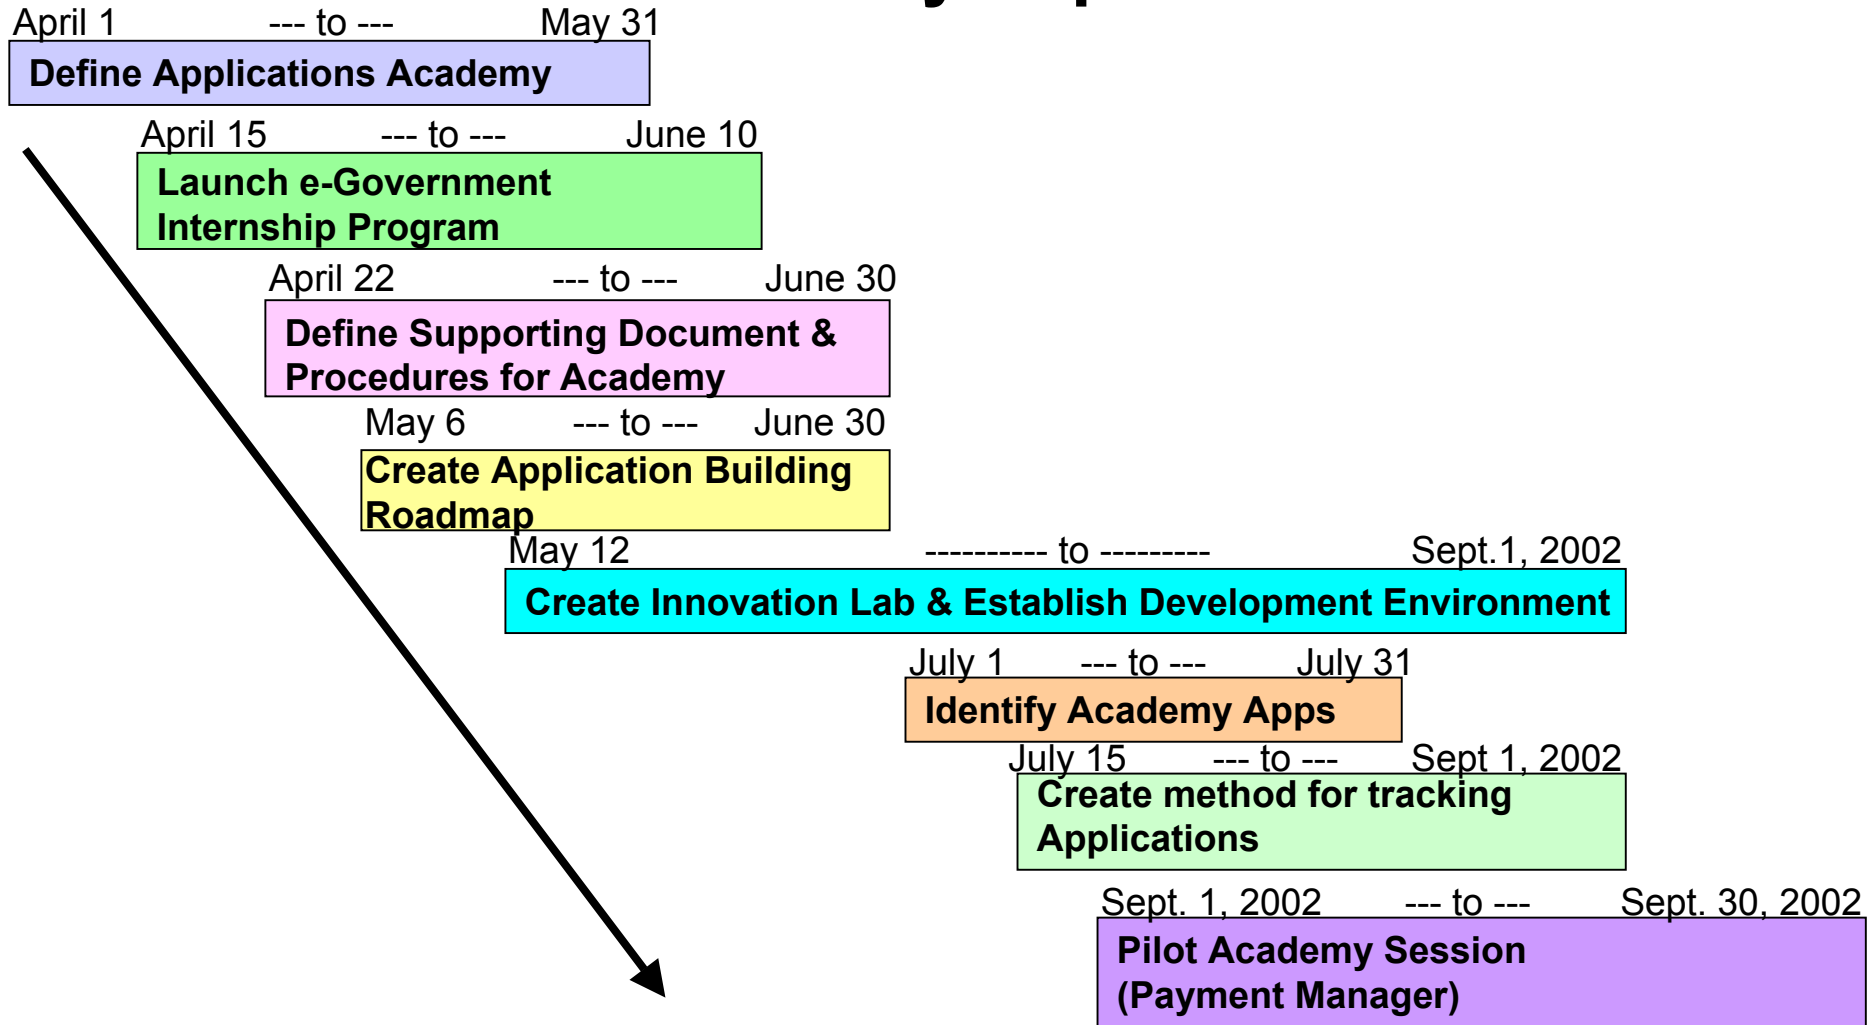 April 1 --- to --- May 31
Define Applications Academy
April 15 --- to --- June 10
Launch e-Government
Internship Program
April 22 --- to --- June 30
Define Supporting Document &
Procedures for Academy
May 6 --- to --- June 30
Create Application Building
Roadmap
May 12 ---------- to --------- Sept.1, 2002
Create Innovation Lab & Establish Development Environment
July 1 --- to --- July 31
Identify Academy Apps
July 15 --- to --- Sept 1, 2002
Create method for tracking
Applications
Sept. 1, 2002 --- to --- Sept. 30, 2002
Pilot Academy Session
(Payment Manager)